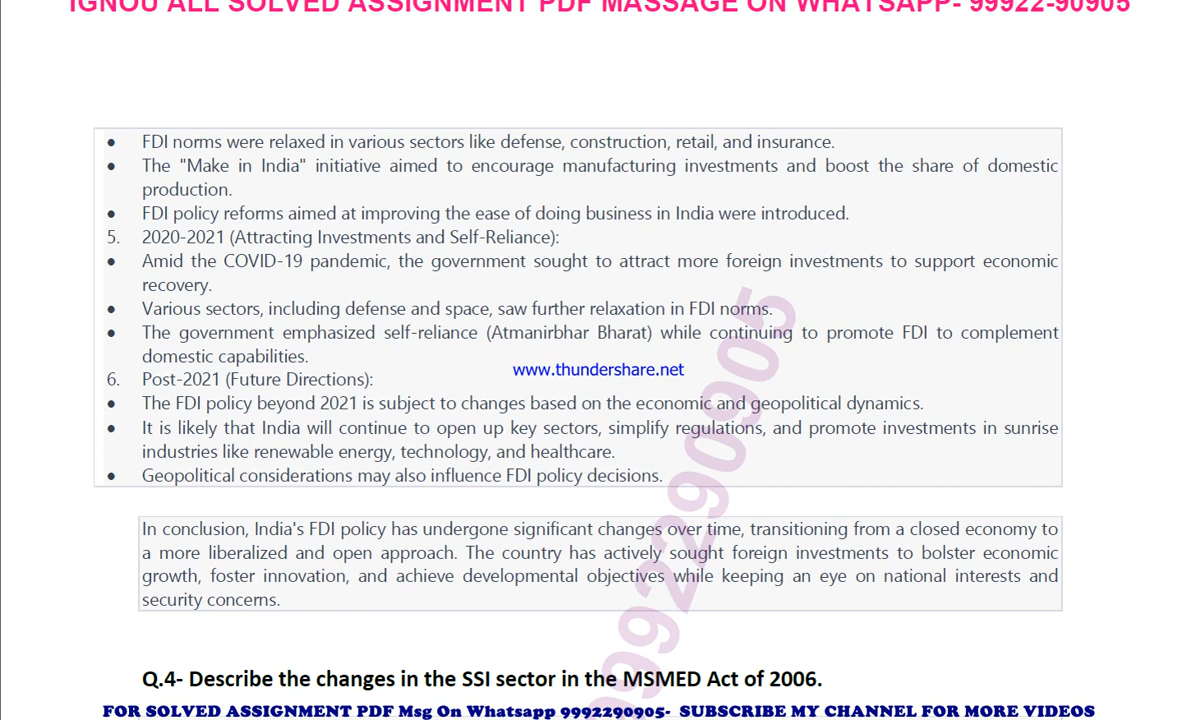 IGNOU ALL SOLVED ASSIGNMENT PDF MASSAGE ON WHATSAPP- 99922-90905
• FDI norms were relaxed in various sectors like defense, construction, retail, and insurance.
• The "Make in India" initiative aimed to encourage manufacturing investments and boost the share of domestic
production.
• FDI policy reforms aimed at improving the ease of doing business in India were introduced.
5. 2020-2021 (Attracting Investments and Self-Reliance):
• Amid the COVID-19 pandemic, the government sought to attract more foreign investments to support economic
recovery.
• Various sectors, including defense and space, saw further relaxation in FDI norms.
• The government emphasized self-reliance (Atmanirbhar Bharat) while continuing to promote FDI to complement
domestic capabilities.
www.thundershare.net
6. Post-2021 (Future Directions):
• The FDI policy beyond 2021 is subject to changes based on the economic and geopolitical dynamics.
• It is likely that India will continue to open up key sectors, simplify regulations, and promote investments in sunrise
industries like renewable energy, technology, and healthcare.
• Geopolitical considerations may also influence FDI policy decisions.
In conclusion, India's FDI policy has undergone significant changes over time, transitioning from a closed economy to
a more liberalized and open approach. The country has actively sought foreign investments to bolster economic
growth, foster innovation, and achieve developmental objectives while keeping an eye on national interests and
security concerns.
9992290905
Q.4- Describe the changes in the SSI sector in the MSMED Act of 2006.
FOR SOLVED ASSIGNMENT PDF Msg On Whatsapp 9992290905- SUBSCRIBE MY CHANNEL FOR MORE VIDEOS